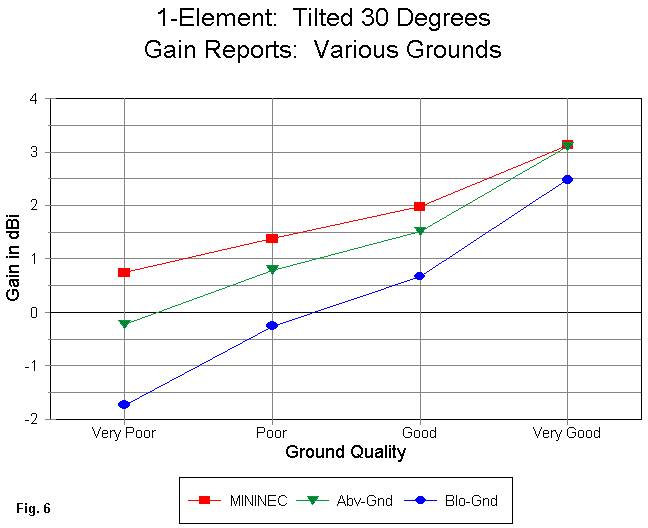 1-Element:  Tilted 30 Degrees
Gain Reports:  Various Grounds
Gain in dBi
4
3
2
1
0
-1
-2
Very Poor
Poor
Good
Very Good
Ground Quality
MININEC
Abv-Gnd
Blo-Gnd
Fig. 6